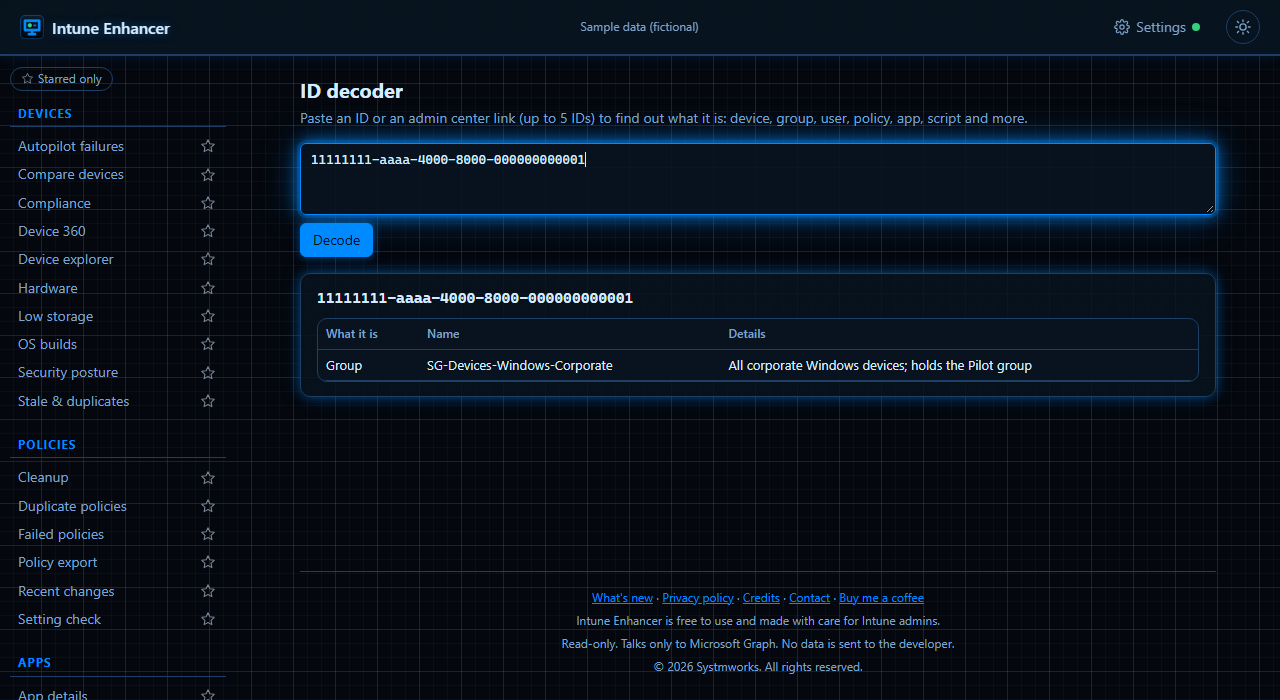 Intune Enhancer
Sample data (fictional)
Settings
Starred only
DEVICES
Autopilot failures
Compare devices
Compliance
Device 360
Device explorer
Hardware
Low storage
OS builds
Security posture
Stale & duplicates
POLICIES
Cleanup
Duplicate policies
Failed policies
Policy export
Recent changes
Setting check
APPS
App details
ID decoder
Paste an ID or an admin center link (up to 5 IDs) to find out what it is: device, group, user, policy, app, script and more.
11111111-aaaa-4000-8000-000000000001
Decode
11111111-aaaa-4000-8000-000000000001
What it is Name Details
Group SG-Devices-Windows-Corporate All corporate Windows devices; holds the Pilot group
What's new · Privacy policy · Credits · Contact · Buy me a coffee
Intune Enhancer is free to use and made with care for Intune admins.
Read-only. Talks only to Microsoft Graph. No data is sent to the developer.
© 2026 Systmworks. All rights reserved.